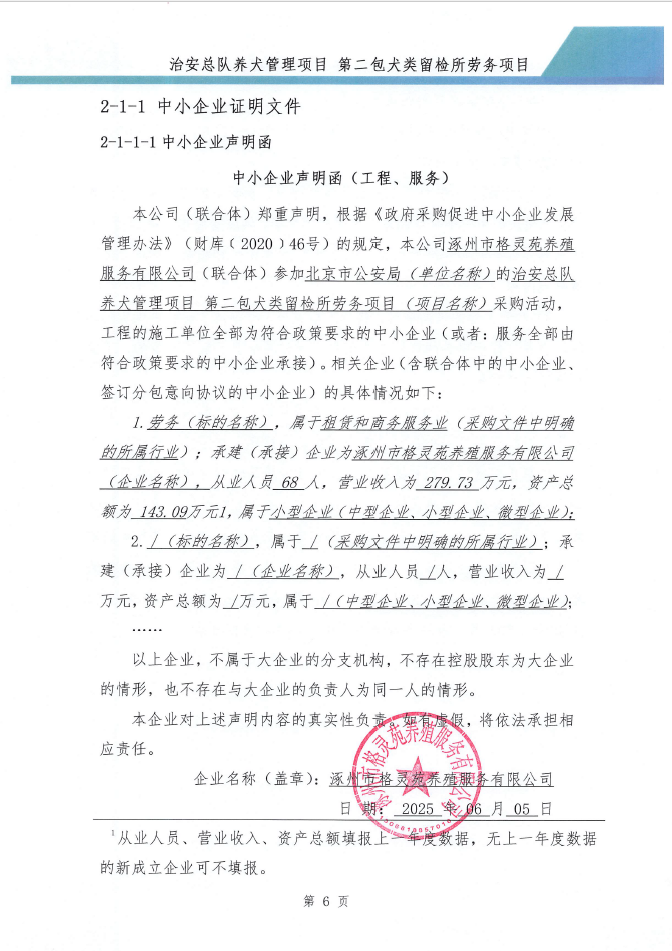 治安总队养犬管理项目 第二包犬类留检所劳务项目
2-1-1 中小企业证明文件
2-1-1-1中小企业声明函
中小企业声明函（工程、服务）
本公司（联合体）郑重声明，根据《政府采购促进中小企业发展
管理办法》（财库﹝2020﹞46号）的规定，本公司涿州市格灵苑养殖
服务有限公司（联合体）参加北京市公安局（单位名称）的治安总队
养犬管理项目 第二包犬类留检所劳务项目（项目名称）采购活动，
工程的施工单位全部为符合政策要求的中小企业（或者：服务全部由
符合政策要求的中小企业承接）。相关企业（含联合体中的中小企业、
签订分包意向协议的中小企业）的具体情况如下：
1. 劳务（标的名称），属于租赁和商务服务业（采购文件中明确
的所属行业）；承建（承接）企业为涿州市格灵苑养殖服务有限公司
（企业名称），从业人员 68 人，营业收入为 279.73 万元，资产总
额为 143.09万元1，属于小型企业（中型企业、小型企业、微型企业）；
2. /（标的名称），属于 /（采购文件中明确的所属行业）；承
建（承接）企业为 /（企业名称），从业人员 /人，营业收入为 /
万元，资产总额为 /万元，属于 /（中型企业、小型企业、微型企业）；
……
以上企业，不属于大企业的分支机构，不存在控股股东为大企业
的情形，也不存在与大企业的负责人为同一人的情形。
本企业对上述声明内容的真实性负责。如有虚假，将依法承担相
应责任。
企业名称（盖章）：涿州市格灵苑养殖服务有限公司
日 期： 2025 年 06 月 05 日
涿州市格灵苑养殖服务有限公司
1从业人员、营业收入、资产总额填报上一年度数据，无上一年度数据
的新成立企业可不填报。
第 6 页